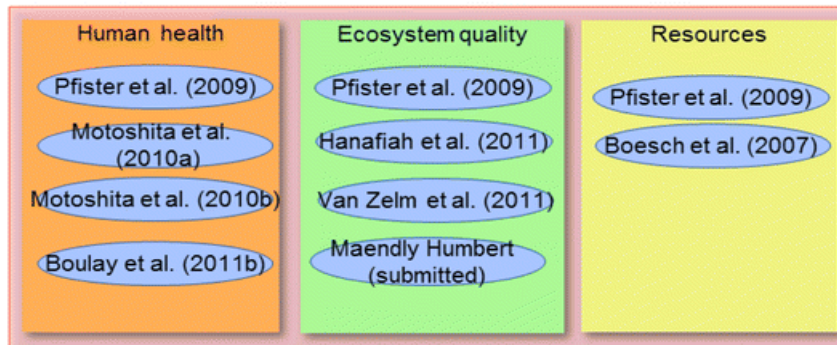 Human health
Pfister et al. (2009)
Motoshita et al.
(2010a)
Motoshita et al. (2010b)
Boulay et al. (2011b)
Ecosystem quality
Pfister et al. (2009)
Hanafiah et al. (2011)
Van Zelm et al. (2011)
Maendly Humbert
(submitted)
Resources
Pfister et al. (2009)
Boesch et al. (2007)